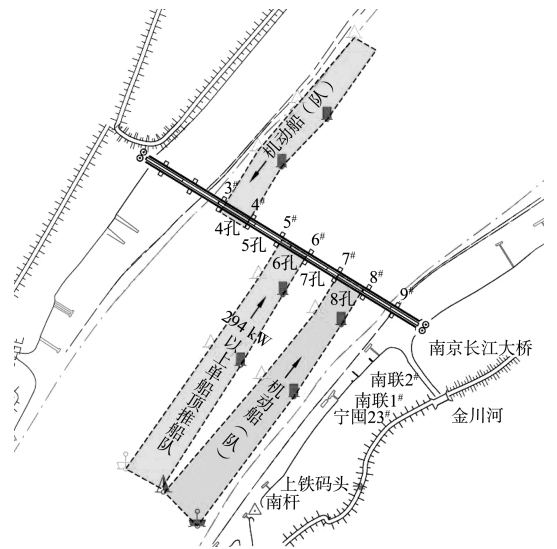 机动船（队）
3#
4#
4孔
5#
5孔
6#
6孔
7#
7孔
8#
8孔
9#
294 kW
以上单船顶推船队
机动船（队）
南京长江大桥
南联2#
南联1#
宁囤23#
金川河
上铁码头
南杆